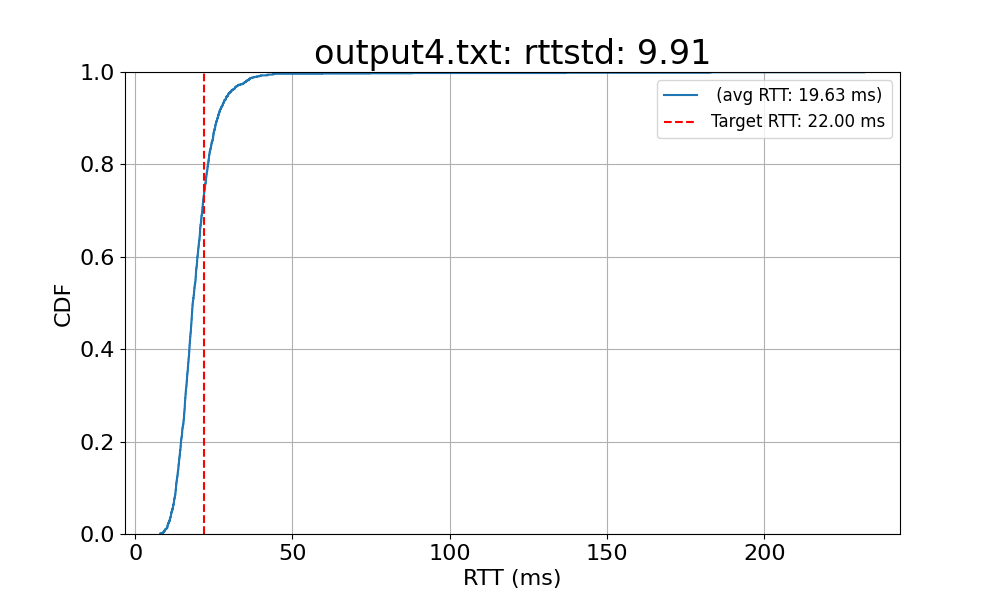 output4.txt: rttstd: 9.91
1.0
(avg RTT: 19.63 ms)
Target RTT: 22.00 ms
0.8
0.6
CDF
0.4
0.2
0.0
0 50 100 150 200
RTT (ms)